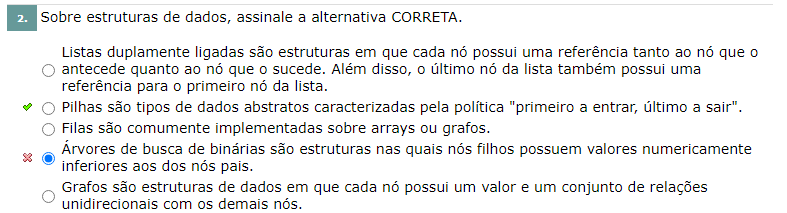 2. Sobre estruturas de dados, assinale a alternativa CORRETA.
Listas duplamente ligadas são estruturas em que cada nó possui uma referência tanto ao nó que o
antecede quanto ao nó que o sucede. Além disso, o último nó da lista também possui uma
referência para o primeiro nó da lista.
Pilhas são tipos de dados abstratos caracterizadas pela política "primeiro a entrar, último a sair".
Filas são comumente implementadas sobre arrays ou grafos.
Árvores de busca de binárias são estruturas nas quais nós filhos possuem valores numericamente
inferiores aos dos nós pais.
Grafos são estruturas de dados em que cada nó possui um valor e um conjunto de relações
unidirecionais com os demais nós.